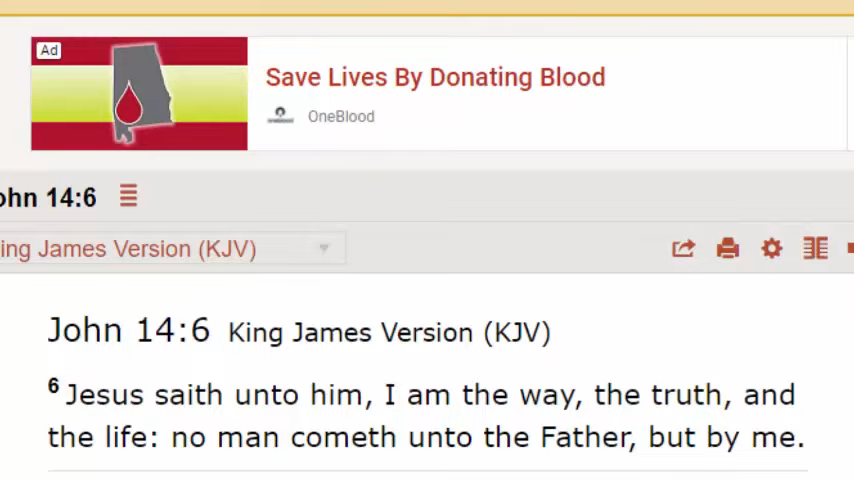 Ad
Save Lives By Donating Blood
OneBlood
ohn 14:6
ing James Version (KJV)
John 14:6 King James Version (KJV)
6 Jesus saith unto him, I am the way, the truth, and
the life: no man cometh unto the Father, but by me.